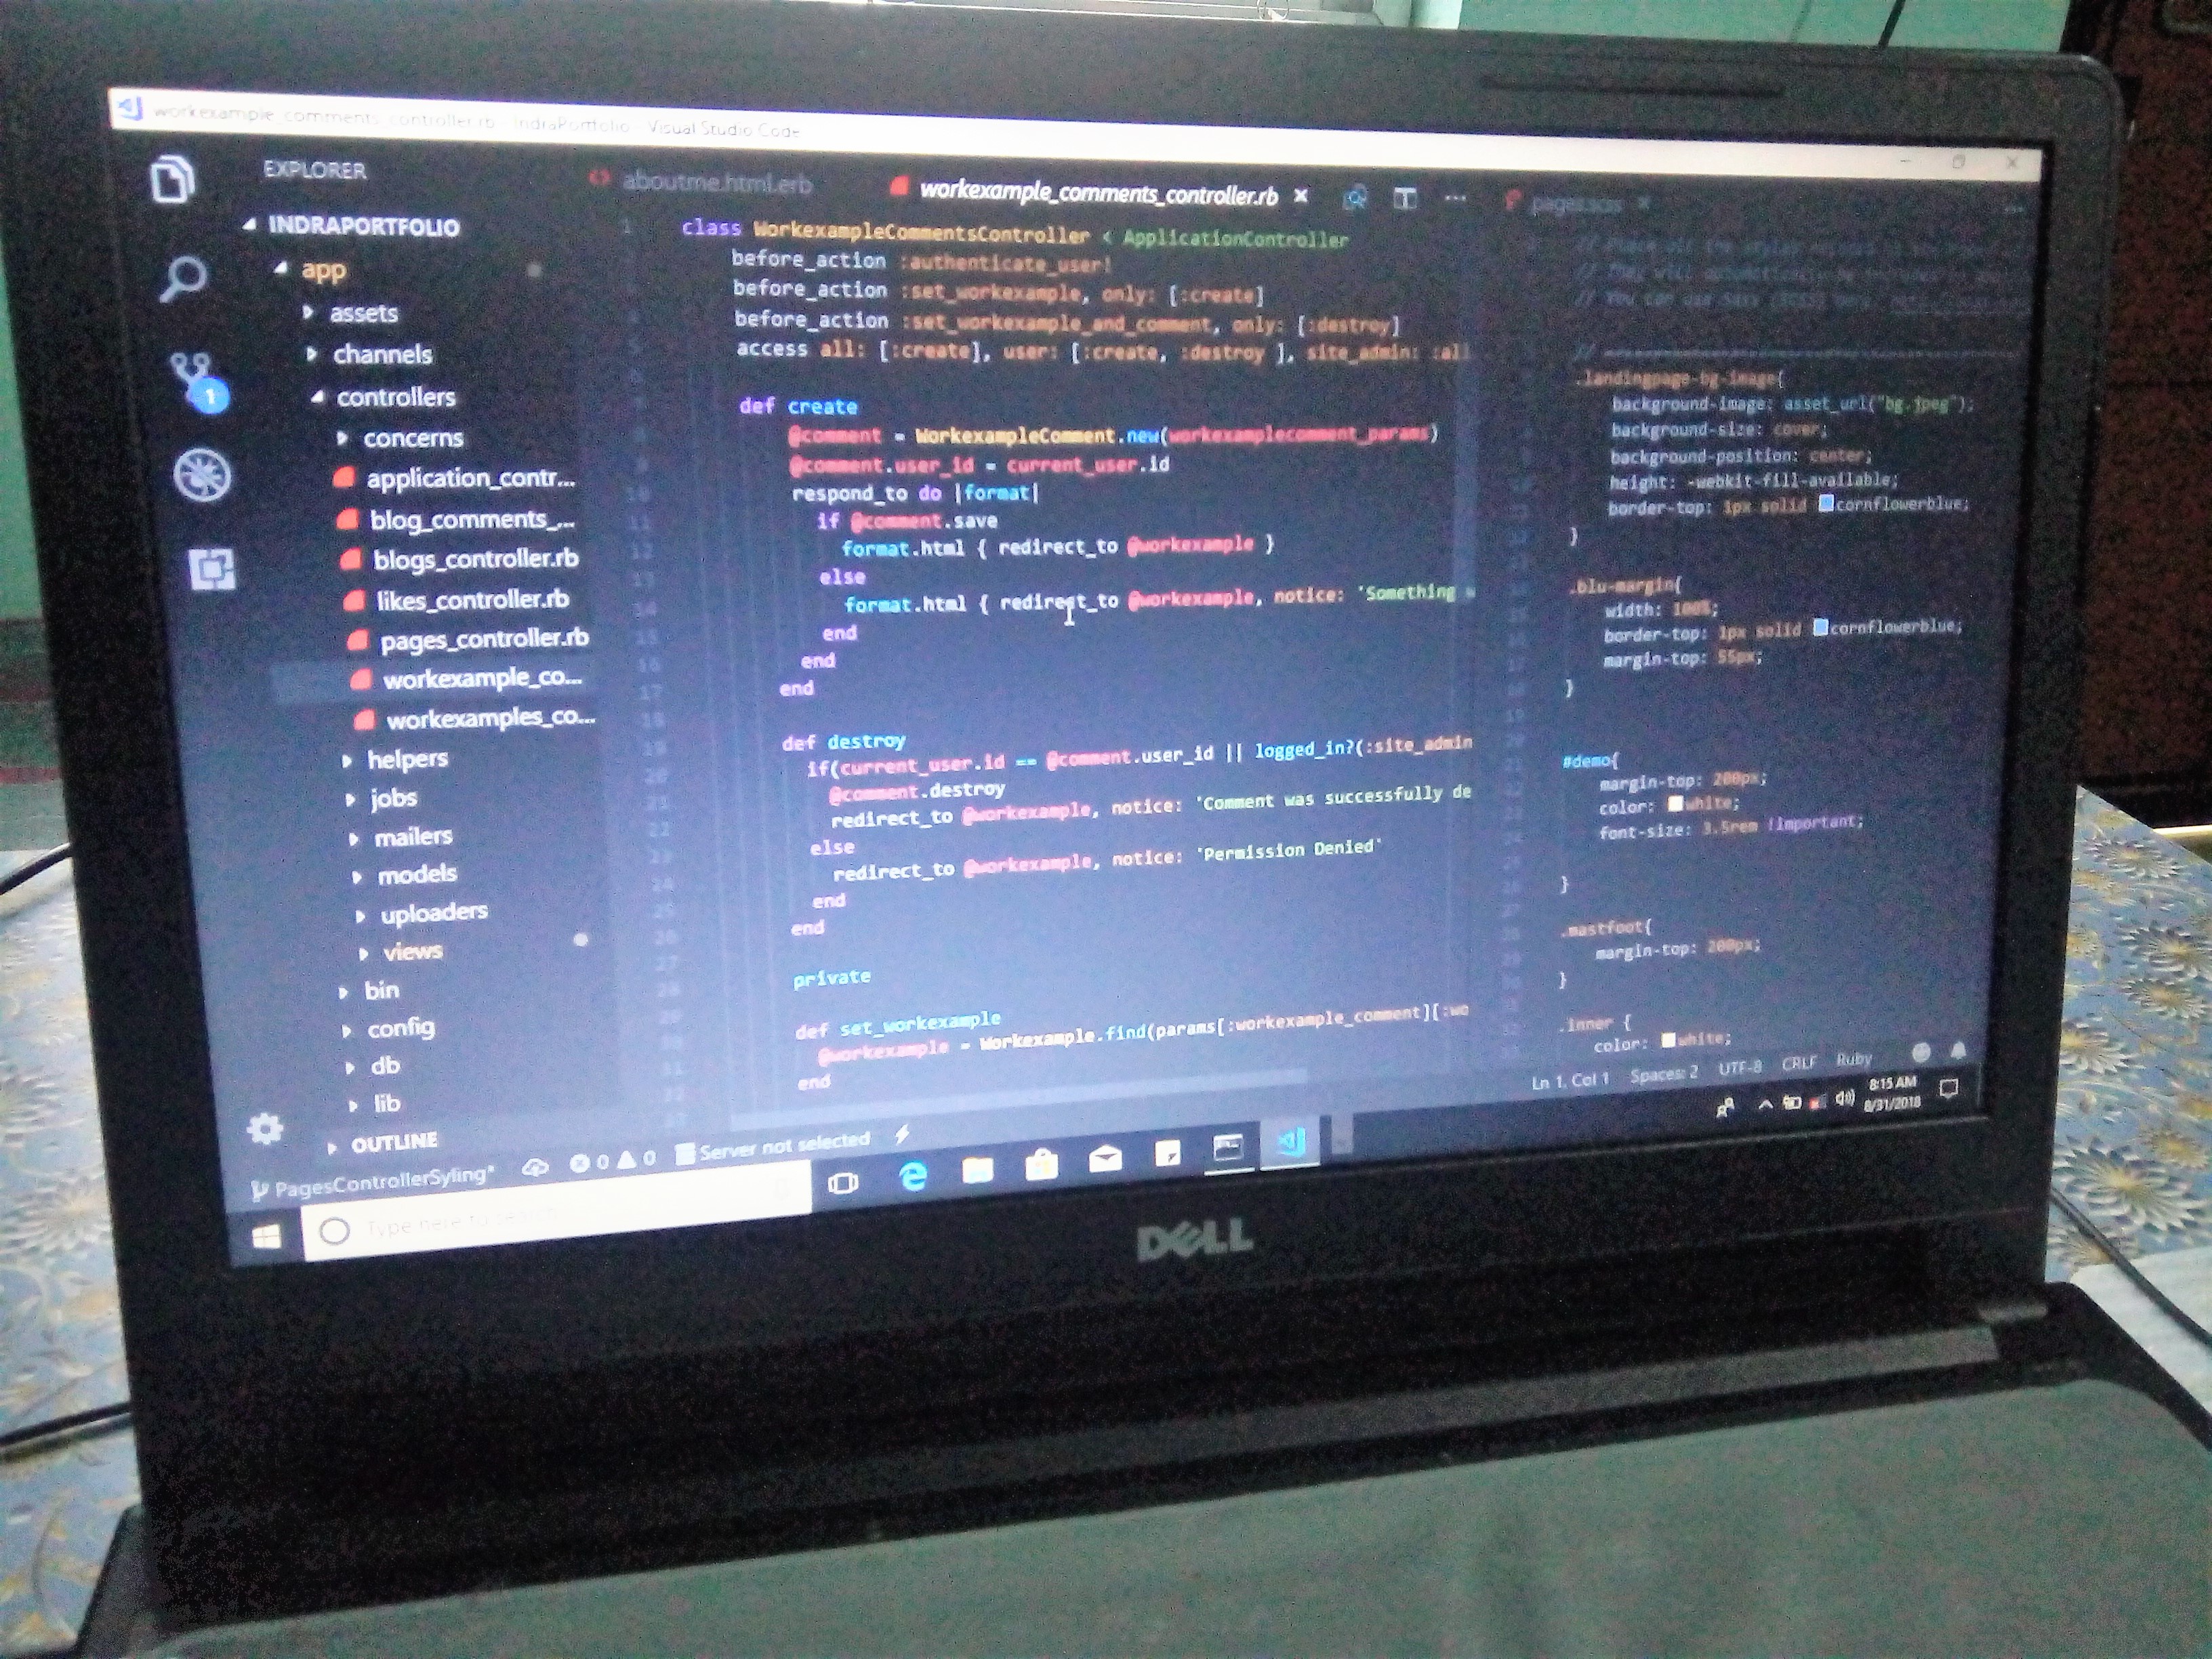 workexample_comments_controller.rb - IndraPortfolio - Visual Studio Code
EXPLORER
INDRAPORTFOLIO
app
assets
channels
controllers
concerns
application_contr...
blog_comments_...
blogs_controller.rb
likes_controller.rb
pages_controller.rb
workexample_co...
workexamples_co...
helpers
jobs
mailers
models
uploaders
views
bin
config
db
lib
OUTLINE
aboutme.html.erb
workexample_comments_controller.rb
class WorkexampleCommentsController < ApplicationController
before_action :authenticate_user!
before_action :set_workexample, only: [:create]
before_action :set_workexample_and_comment, only: [:destroy]
access all: [:create], user: [:create, :destroy ], site_admin: :all
def create
@comment = WorkexampleComment.new(workexamplecomment_params)
@comment.user_id = current_user.id
respond_to do |format|
if @comment.save
format.html { redirect_to @workexample }
else
format.html { redirect_to @workexample, notice: 'Something
end
end
end
def destroy
if(current_user.id == @comment.user_id || logged_in?(:site_admin
@comment.destroy
redirect_to @workexample, notice: 'Comment was successfully de
else
redirect_to @workexample, notice: 'Permission Denied'
end
end
private
def set_workexample
@workexample = Workexample.find(params[:workexample_comment][:wo
end
pages.scss
.landingpage-bg-image{
background-image: asset_url("bg.jpeg");
background-size: cover;
background-position: center;
height: -webkit-fill-available;
border-top: 1px solid cornflowerblue;
}
.blu-margin{
width: 100%;
border-top: 1px solid cornflowerblue;
margin-top: 55px;
}
#demo{
margin-top: 200px;
color: white;
font-size: 3.5rem !important;
}
.mastfoot{
margin-top: 200px;
}
.inner {
color: white;
PagesControllerSyling*
0 0
Server not selected
Ln 1, Col 1 Spaces: 2 UTF-8 CRLF Ruby
Type here to search
8:15 AM
8/31/2018
DELL